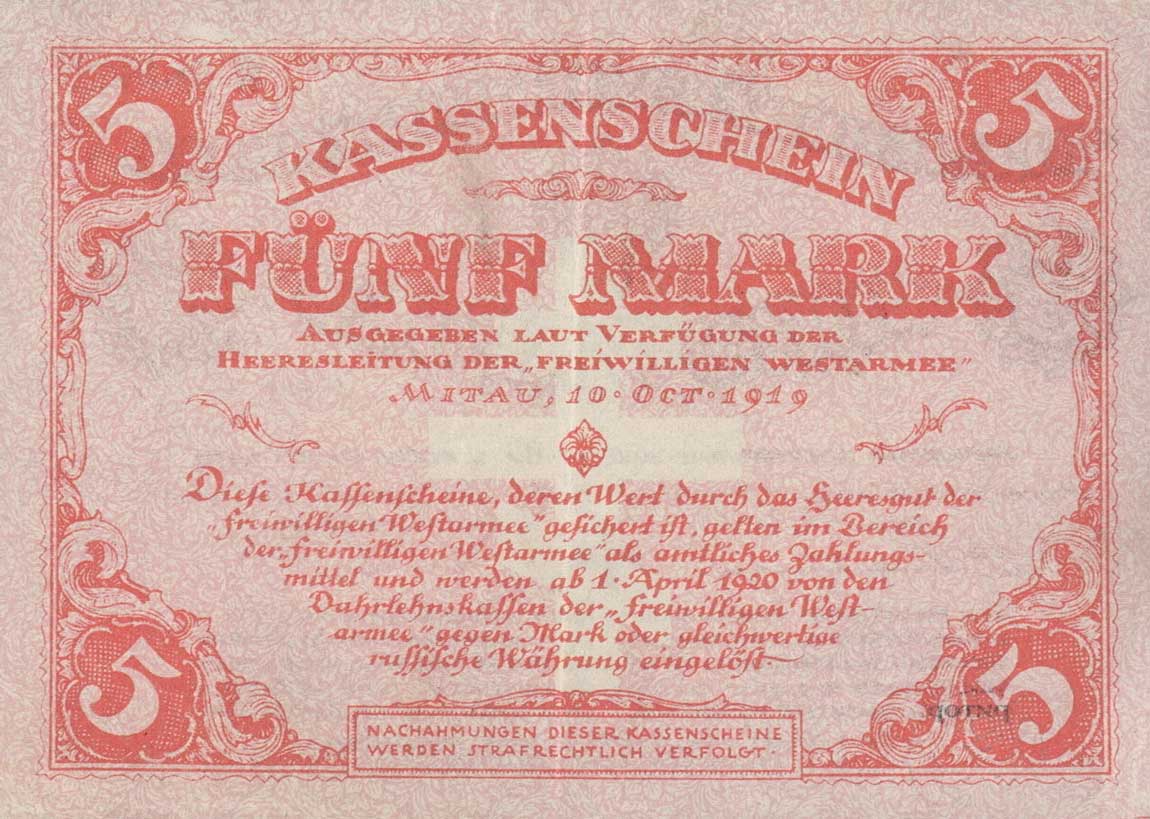 5 5
KASSENSCHEIN
FÜNF MARK
AUSGEGEBEN LAUT VERFÜGUNG DER
HEERESLEITUNG DER „FREIWILLIGEN WESTARMEE"
MITAU, 10· OCT· 1919
Diese Kassenscheine, deren Wert durch das Heeresgut der
„Freiwilligen Westarmee" gesichert ist, gelten im Bereich
der „Freiwilligen Westarmee" als amtliches Zahlungs-
mittel und werden ab 1· April 1920 von den
Dahrlehnskassen der „Freiwilligen West-
armee" gegen Mark oder gleichwertige
russische Währung eingelöst·
5 5
NACHAHMUNGEN DIESER KASSENSCHEINE
WERDEN STRAFRECHTLICH VERFOLGT·